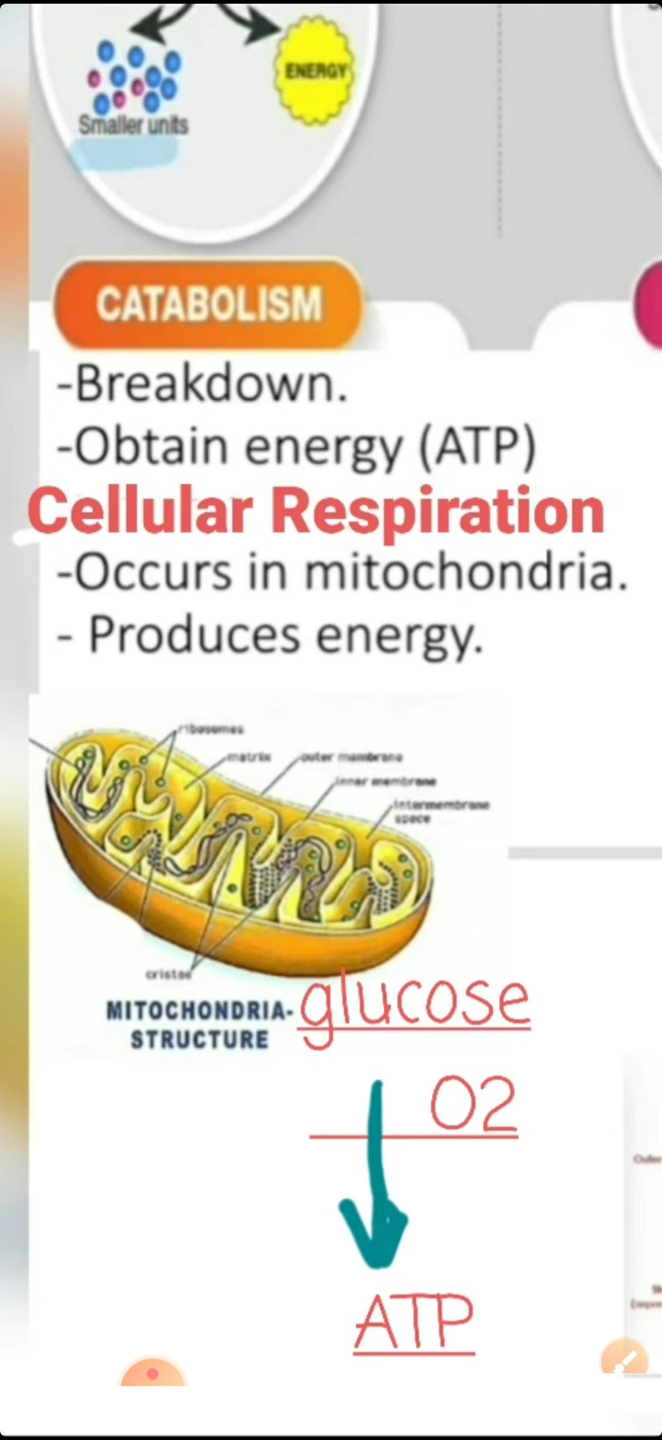 ENERGY
Smaller units
CATABOLISM
-Breakdown.
-Obtain energy (ATP)
Cellular Respiration
-Occurs in mitochondria.
- Produces energy.
ribosomes
matrix
outer membrane
inner membrane
intermembrane
space
cristae
MITOCHONDRIA-
STRUCTURE
glucose
O2
ATP